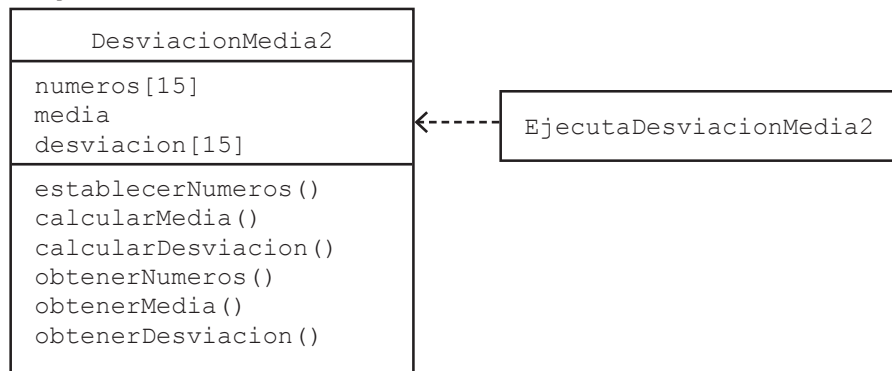 DesviacionMedia2
numeros[15]
media
desviacion[15]
establecerNumeros()
calcularMedia()
calcularDesviacion()
obtenerNumeros()
obtenerMedia()
obtenerDesviacion()
EjecutaDesviacionMedia2